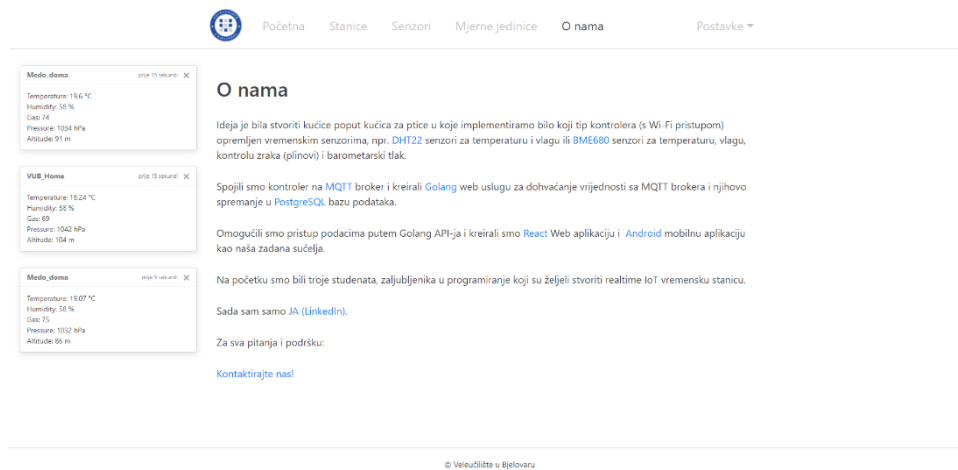 Početna Stanice Senzori Mjerne jedinice O nama Postavke
Medo_doma prije 15 sekundi ×
Temperature: 19.6 °C
Humidity: 58 %
Gas: 74
Pressure: 1034 hPa
Altitude: 91 m
VUB_Home prije 15 sekundi ×
Temperature: 18.24 °C
Humidity: 58 %
Gas: 69
Pressure: 1042 hPa
Altitude: 104 m
Medo_doma prije 5 sekundi ×
Temperature: 19.07 °C
Humidity: 58 %
Gas: 75
Pressure: 1032 hPa
Altitude: 86 m
O nama
Ideja je bila stvoriti kućice poput kućica za ptice u koje implementiramo bilo koji tip kontrolera (s Wi-Fi pristupom)
opremljen vremenskim senzorima, npr. DHT22 senzori za temperaturu i vlagu ili BME680 senzori za temperaturu, vlagu,
kontrolu zraka (plinovi) i barometarski tlak.
Spojili smo kontroler na MQTT broker i kreirali Golang web uslugu za dohvaćanje vrijednosti sa MQTT brokera i njihovo
spremanje u PostgreSQL bazu podataka.
Omogućili smo pristup podacima putem Golang API-ja i kreirali smo React Web aplikaciju i Android mobilnu aplikaciju
kao naša zadana sučelja.
Na početku smo bili troje studenata, zaljubljenika u programiranje koji su željeli stvoriti realtime IoT vremensku stanicu.
Sada sam samo JA (LinkedIn).
Za sva pitanja i podršku:
Kontaktirajte nas!
© Veleučilište u Bjelovaru